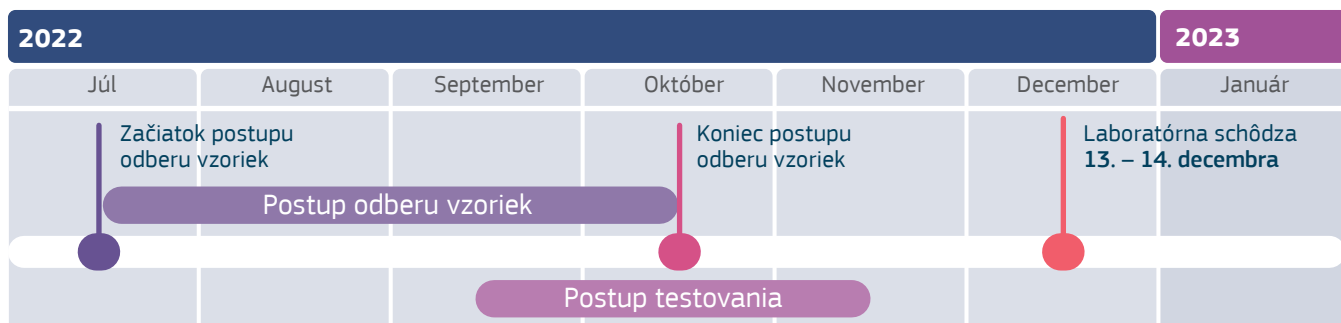 2022
2023
Júl
August
September
Október
November
December
Január
Začiatok postupu
odberu vzoriek
Koniec postupu
odberu vzoriek
Laboratórna schôdza
13. – 14. decembra
Postup odberu vzoriek
Postup testovania